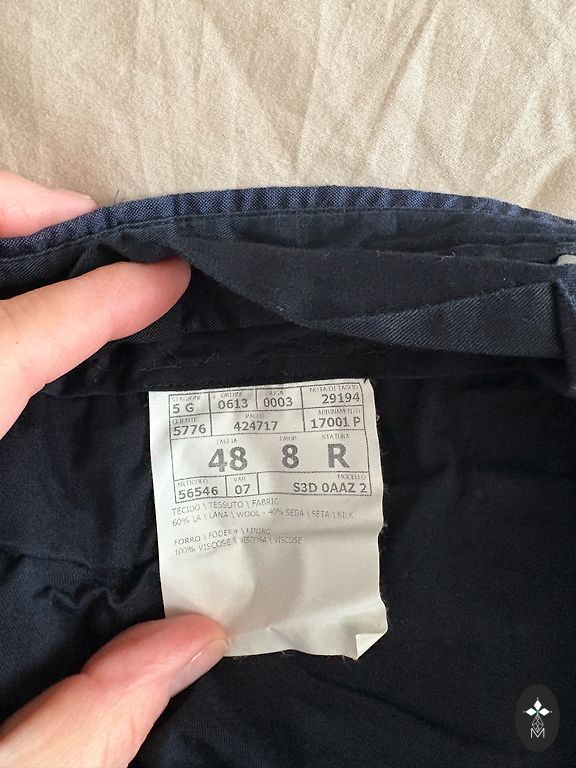 STAGIONE N° ORDINE RIGA NOTA DI TAGLIO
5 G 0613 0003 29194
CLIENTE PACCO ABBINAMENTO
5776 424717 17001 P
TAGLIA DROP STATURA
48 8 R
ARTICOLO VAR MODELLO
56546 07 S3D 0AAZ 2
TECIDO \ TESSUTO \ FABRIC
60% LA \ LANA \ WOOL - 40% SEDA \ SETA \ SILK
FORRO \ FODERA \ LINING
100% VISCOSE \ VISCOSA \ VISCOSE
M